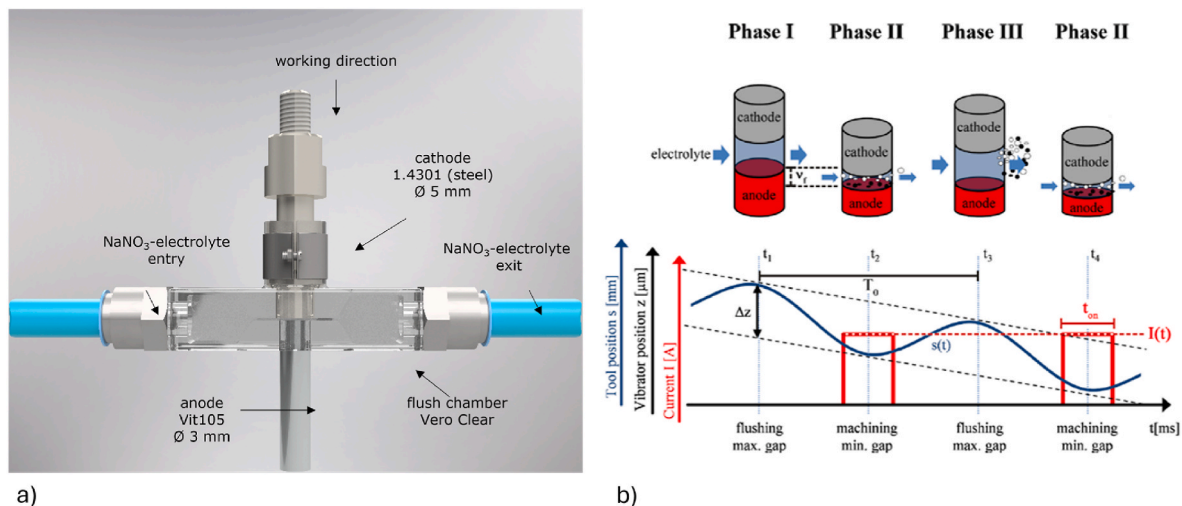 working direction
cathode
1.4301 (steel)
Ø 5 mm
NaNO₃-electrolyte
entry
NaNO₃-electrolyte
exit
anode
Vit105
Ø 3 mm
flush chamber
Vero Clear
a)
Phase I Phase II Phase III Phase II
cathode cathode cathode cathode
electrolyte
vf
anode anode anode anode
Tool position s [mm]
Vibrator position z [µm]
Current I [A]
t₁ t₂ t₃ t₄
T₀
Δz
tₒₙ
I(t)
s(t)
flushing machining flushing machining t[ms]
max. gap min. gap max. gap min. gap
b)